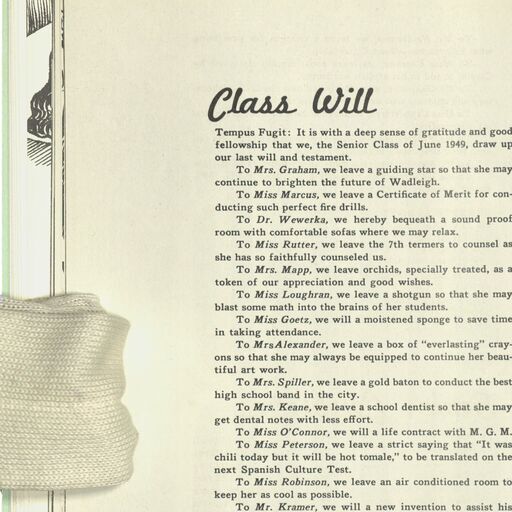 Class Will
Tempus Fugit: It is with a deep sense of gratitude and good
fellowship that we, the Senior Class of June 1949, draw up
our last will and testament.
To Mrs. Graham, we leave a guiding star so that she may
continue to brighten the future of Wadleigh.
To Miss Marcus, we leave a Certificate of Merit for con-
ducting such perfect fire drills.
To Dr. Wewerka, we hereby bequeath a sound proof
room with comfortable sofas where we may relax.
To Miss Rutter, we leave the 7th termers to counsel as
she has so faithfully counseled us.
To Mrs. Mapp, we leave orchids, specially treated, as a
token of our appreciation and good wishes.
To Miss Loughran, we leave a shotgun so that she may
blast some math into the brains of her students.
To Miss Goetz, we will a moistened sponge to save time
in taking attendance.
To MrsAlexander, we leave a box of "everlasting" cray-
ons so that she may always be equipped to continue her beau-
tiful art work.
To Mrs. Spiller, we leave a gold baton to conduct the best
high school band in the city.
To Mrs. Keane, we leave a school dentist so that she may
get dental notes with less effort.
To Miss O'Connor, we will a life contract with M. G. M.
To Miss Peterson, we leave a strict saying that "It was
chili today but it will be hot tomale," to be translated on the
next Spanish Culture Test.
To Miss Robinson, we leave an air conditioned room to
keep her as cool as possible.
To Mr. Kramer, we will a new invention to assist his